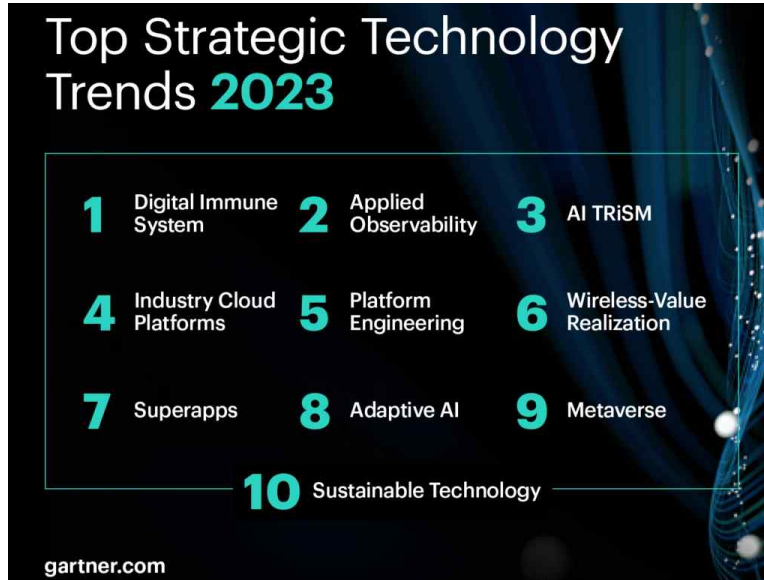 Top Strategic Technology
Trends 2023
1 Digital Immune
System
2 Applied
Observability
3 AI TRiSM
4 Industry Cloud
Platforms
5 Platform
Engineering
6 Wireless-Value
Realization
7 Superapps
8 Adaptive AI
9 Metaverse
10 Sustainable Technology
gartner.com